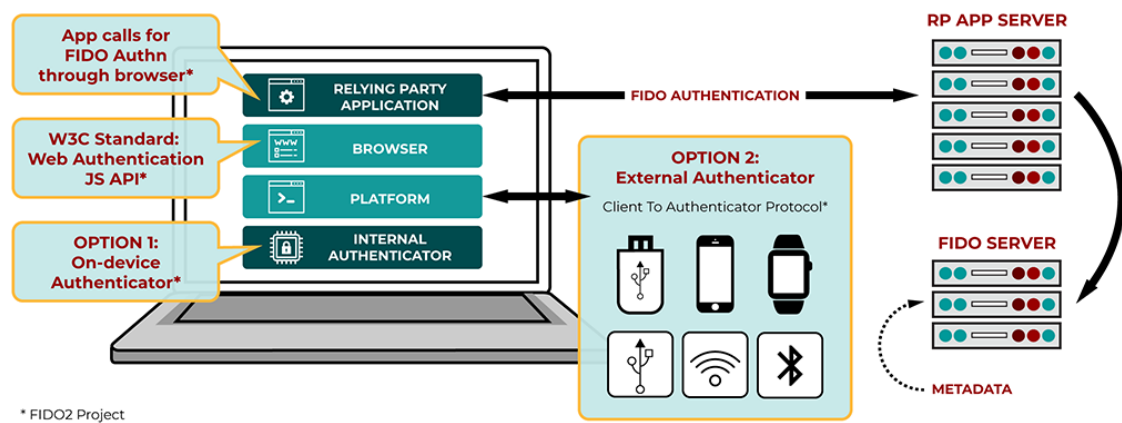 App calls for
FIDO Authn
through browser*
W3C Standard:
Web Authentication
JS API*
OPTION 1:
On-device
Authenticator*
RELYING PARTY
APPLICATION
WWW
BROWSER
PLATFORM
INTERNAL
AUTHENTICATOR
FIDO AUTHENTICATION
OPTION 2:
External Authenticator
Client To Authenticator Protocol*
RP APP SERVER
FIDO SERVER
METADATA
* FIDO2 Project